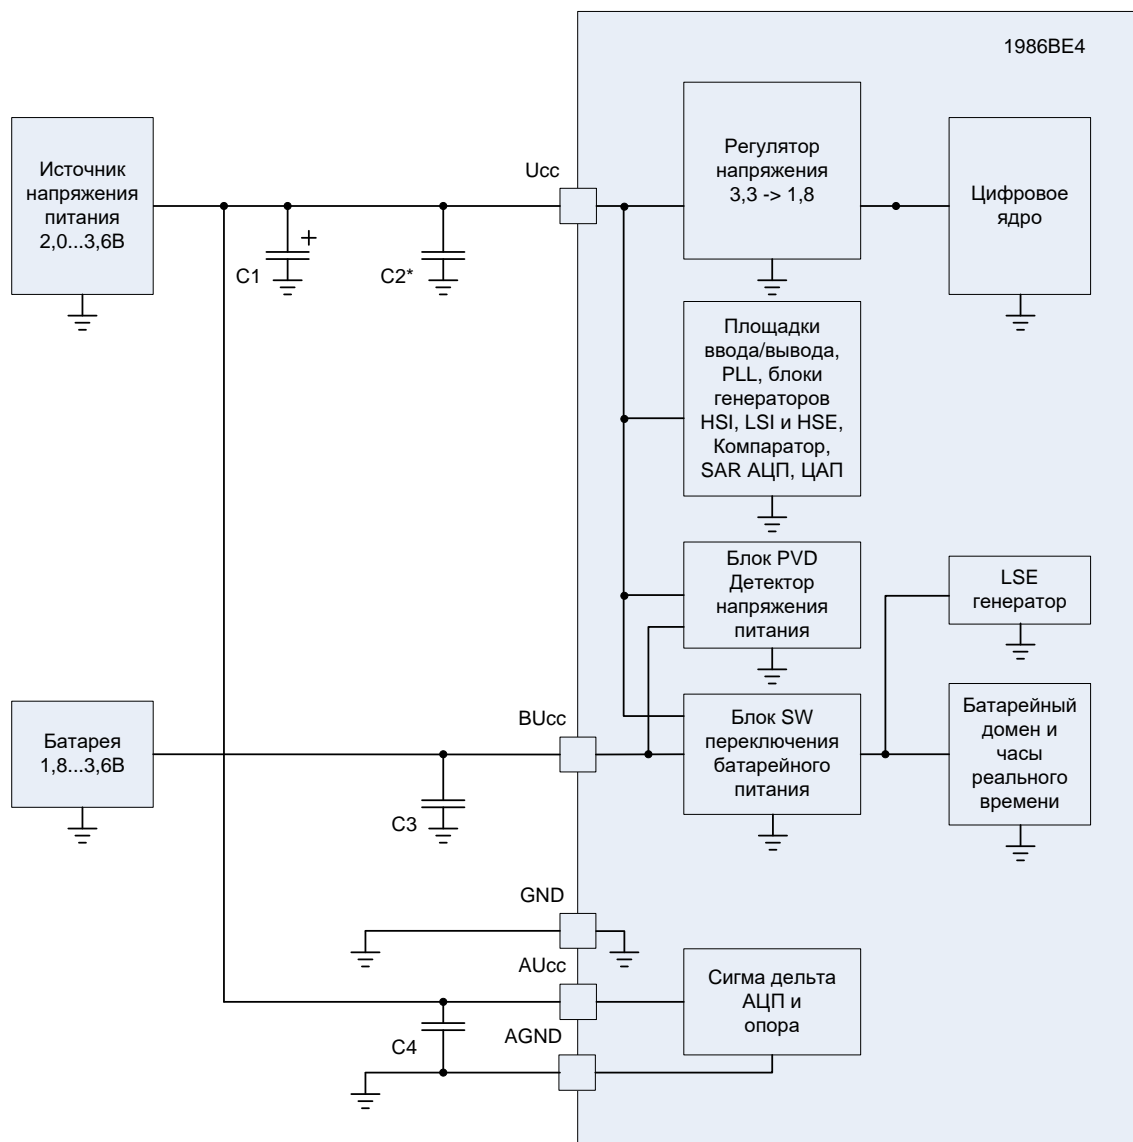 1986ВЕ4
Источник
напряжения
питания
2,0...3,6В
Ucc
Регулятор
напряжения
3,3 -> 1,8
Цифровое
ядро
C1
+
C2*
Площадки
ввода/вывода,
PLL, блоки
генераторов
HSI, LSI и HSE,
Компаратор,
SAR АЦП, ЦАП
Блок PVD
Детектор
напряжения
питания
LSE
генератор
Батарея
1,8...3,6В
BUcc
C3
Блок SW
переключения
батарейного
питания
Батарейный
домен и
часы
реального
времени
GND
AUcc
C4
AGND
Сигма дельта
АЦП и
опора